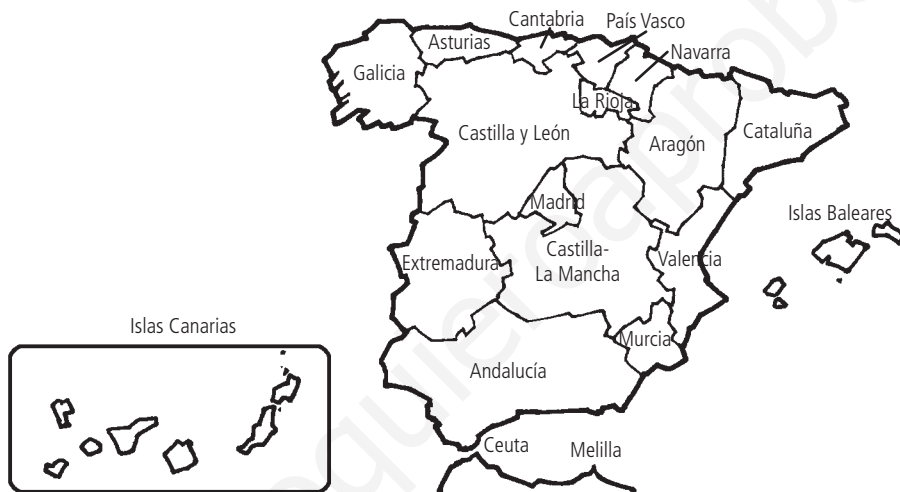 Cantabria
País Vasco
Asturias
Navarra
Galicia
La Rioja
Castilla y León
Aragón
Cataluña
Madrid
Islas Baleares
Extremadura
Castilla-
La Mancha
Valencia
Islas Canarias
Murcia
Andalucía
Ceuta
Melilla